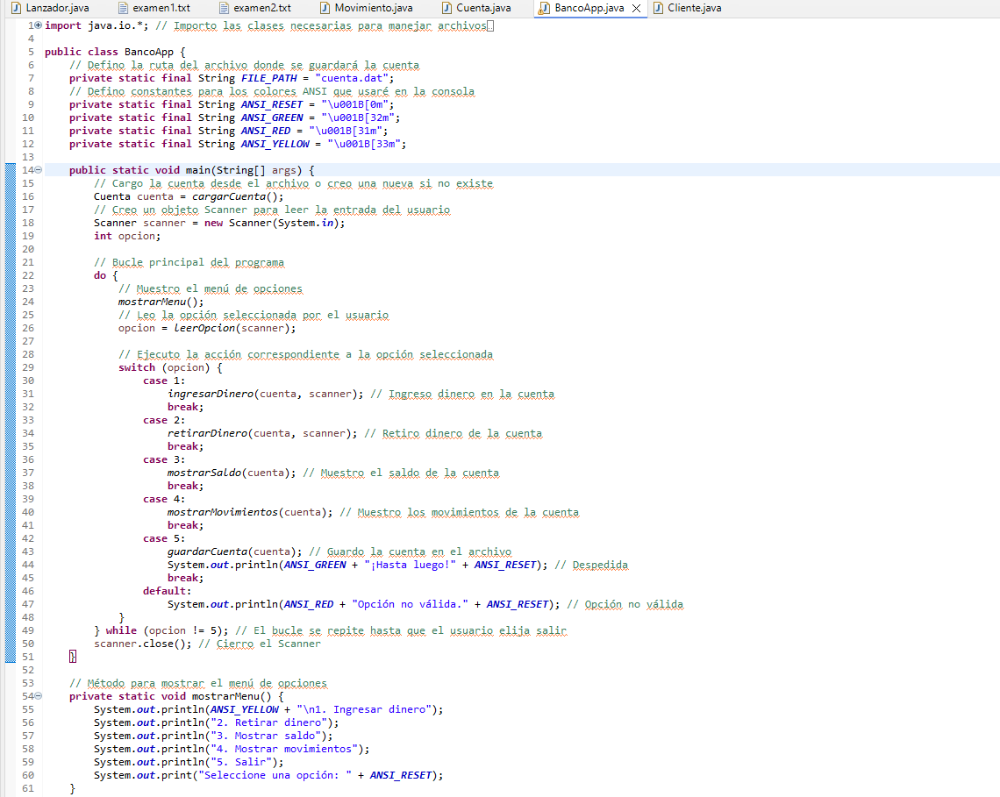 Lanzador.java examen1.txt examen2.txt Movimiento.java Cuenta.java BancoApp.java Cliente.java
1 import java.io.*; // Importo las clases necesarias para manejar archivos
4
5 public class BancoApp {
6 // Defino la ruta del archivo donde se guardará la cuenta
7 private static final String FILE_PATH = "cuenta.dat";
8 // Defino constantes para los colores ANSI que usaré en la consola
9 private static final String ANSI_RESET = "\u001B[0m";
10 private static final String ANSI_GREEN = "\u001B[32m";
11 private static final String ANSI_RED = "\u001B[31m";
12 private static final String ANSI_YELLOW = "\u001B[33m";
13
14 public static void main(String[] args) {
15 // Cargo la cuenta desde el archivo o creo una nueva si no existe
16 Cuenta cuenta = cargarCuenta();
17 // Creo un objeto Scanner para leer la entrada del usuario
18 Scanner scanner = new Scanner(System.in);
19 int opcion;
20
21 // Bucle principal del programa
22 do {
23 // Muestro el menú de opciones
24 mostrarMenu();
25 // Leo la opción seleccionada por el usuario
26 opcion = leerOpcion(scanner);
27
28 // Ejecuto la acción correspondiente a la opción seleccionada
29 switch (opcion) {
30 case 1:
31 ingresarDinero(cuenta, scanner); // Ingreso dinero en la cuenta
32 break;
33 case 2:
34 retirarDinero(cuenta, scanner); // Retiro dinero de la cuenta
35 break;
36 case 3:
37 mostrarSaldo(cuenta); // Muestro el saldo de la cuenta
38 break;
39 case 4:
40 mostrarMovimientos(cuenta); // Muestro los movimientos de la cuenta
41 break;
42 case 5:
43 guardarCuenta(cuenta); // Guardo la cuenta en el archivo
44 System.out.println(ANSI_GREEN + "¡Hasta luego!" + ANSI_RESET); // Despedida
45 break;
46 default:
47 System.out.println(ANSI_RED + "Opción no válida." + ANSI_RESET); // Opción no válida
48 }
49 } while (opcion != 5); // El bucle se repite hasta que el usuario elija salir
50 scanner.close(); // Cierro el Scanner
51 }
52
53 // Método para mostrar el menú de opciones
54 private static void mostrarMenu() {
55 System.out.println(ANSI_YELLOW + "\n1. Ingresar dinero");
56 System.out.println("2. Retirar dinero");
57 System.out.println("3. Mostrar saldo");
58 System.out.println("4. Mostrar movimientos");
59 System.out.println("5. Salir");
60 System.out.print("Seleccione una opción: " + ANSI_RESET);
61 }